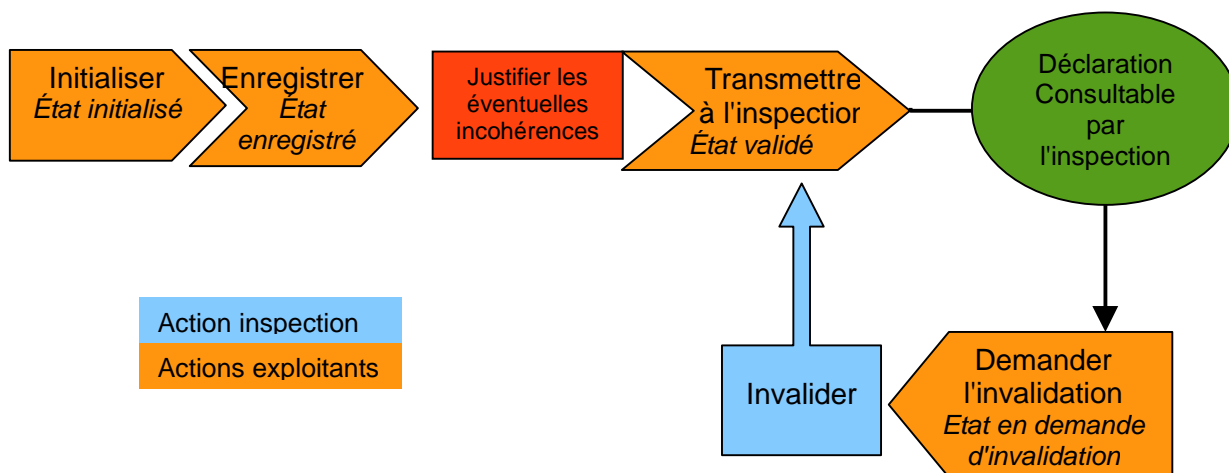 Initialiser
État initialisé
Enregistrer
État
enregistré
Justifier les
éventuelles
incohérences
Transmettre
à l'inspection
État validé
Déclaration
Consultable
par
l'inspection
Action inspection
Actions exploitants
Invalider
Demander
l'invalidation
Etat en demande
d'invalidation